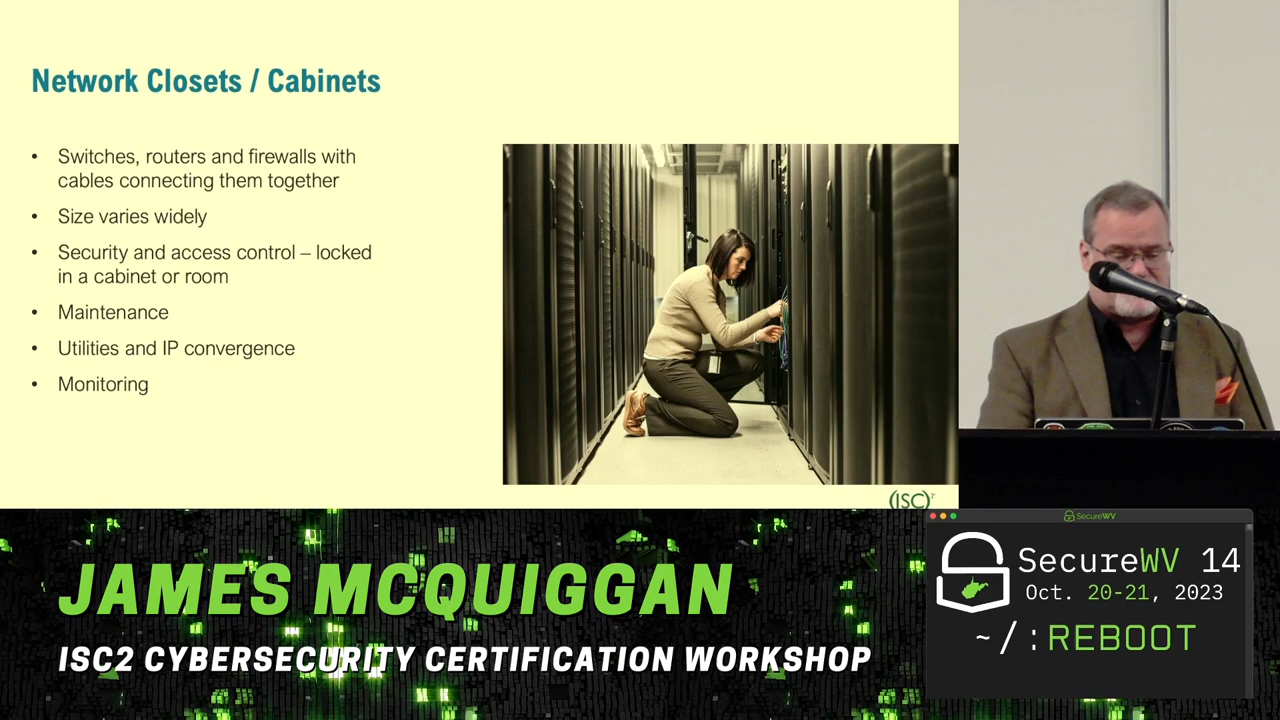 Network Closets / Cabinets
• Switches, routers and firewalls with
cables connecting them together
• Size varies widely
• Security and access control – locked
in a cabinet or room
• Maintenance
• Utilities and IP convergence
• Monitoring
(ISC)²
JAMES MCQUIGGAN
ISC2 CYBERSECURITY CERTIFICATION WORKSHOP
SecureWV
SecureWV 14
Oct. 20-21, 2023
~/:REBOOT